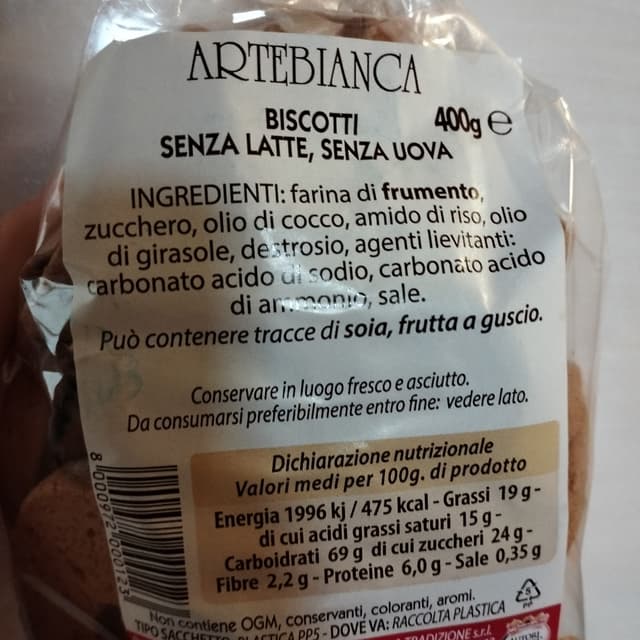 ARTEBIANCA
BISCOTTI 400g e
SENZA LATTE, SENZA UOVA
INGREDIENTI: farina di frumento,
zucchero, olio di cocco, amido di riso, olio
di girasole, destrosio, agenti lievitanti:
carbonato acido di sodio, carbonato acido
di ammonio, sale.
Può contenere tracce di soia, frutta a guscio.
Conservare in luogo fresco e asciutto.
Da consumarsi preferibilmente entro fine: vedere lato.
Dichiarazione nutrizionale
Valori medi per 100g. di prodotto
Energia 1996 kj / 475 kcal - Grassi 19 g -
di cui acidi grassi saturi 15 g -
Carboidrati 69 g di cui zuccheri 24 g -
Fibre 2,2 g - Proteine 6,0 g - Sale 0,35 g
Non contiene OGM, conservanti, coloranti, aromi.
TIPO SACCHETTO PLASTICA PP5 - DOVE VA: RACCOLTA PLASTICA
PP
TRADIZIONE s.r.l.